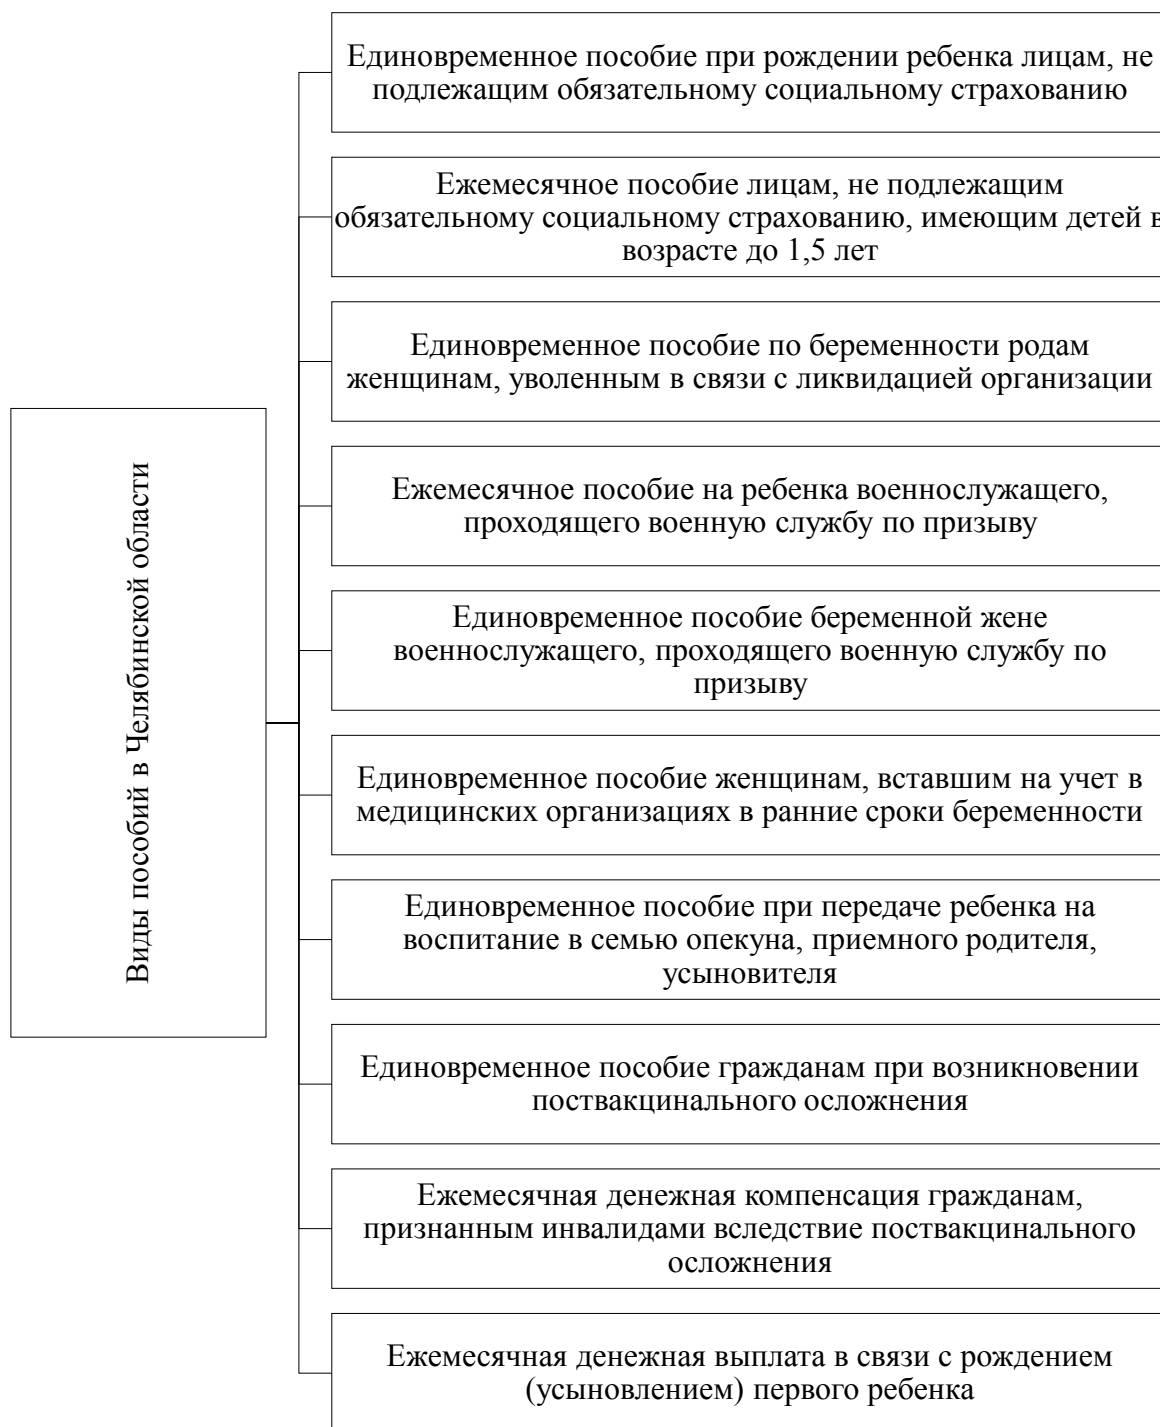 Виды пособий в Челябинской области
Единовременное пособие при рождении ребенка лицам, не
подлежащим обязательному социальному страхованию
Ежемесячное пособие лицам, не подлежащим
обязательному социальному страхованию, имеющим детей в
возрасте до 1,5 лет
Единовременное пособие по беременности родам
женщинам, уволенным в связи с ликвидацией организации
Ежемесячное пособие на ребенка военнослужащего,
проходящего военную службу по призыву
Единовременное пособие беременной жене
военнослужащего, проходящего военную службу по
призыву
Единовременное пособие женщинам, вставшим на учет в
медицинских организациях в ранние сроки беременности
Единовременное пособие при передаче ребенка на
воспитание в семью опекуна, приемного родителя,
усыновителя
Единовременное пособие гражданам при возникновении
поствакцинального осложнения
Ежемесячная денежная компенсация гражданам,
признанным инвалидами вследствие поствакцинального
осложнения
Ежемесячная денежная выплата в связи с рождением
(усыновлением) первого ребенка